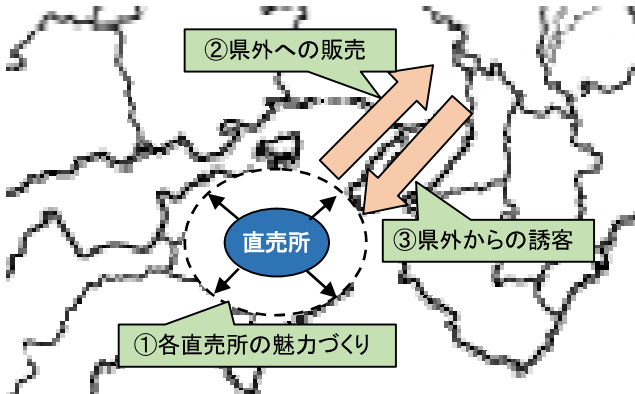 ②県外への販売
直売所
③県外からの誘客
①各直売所の魅力づくり